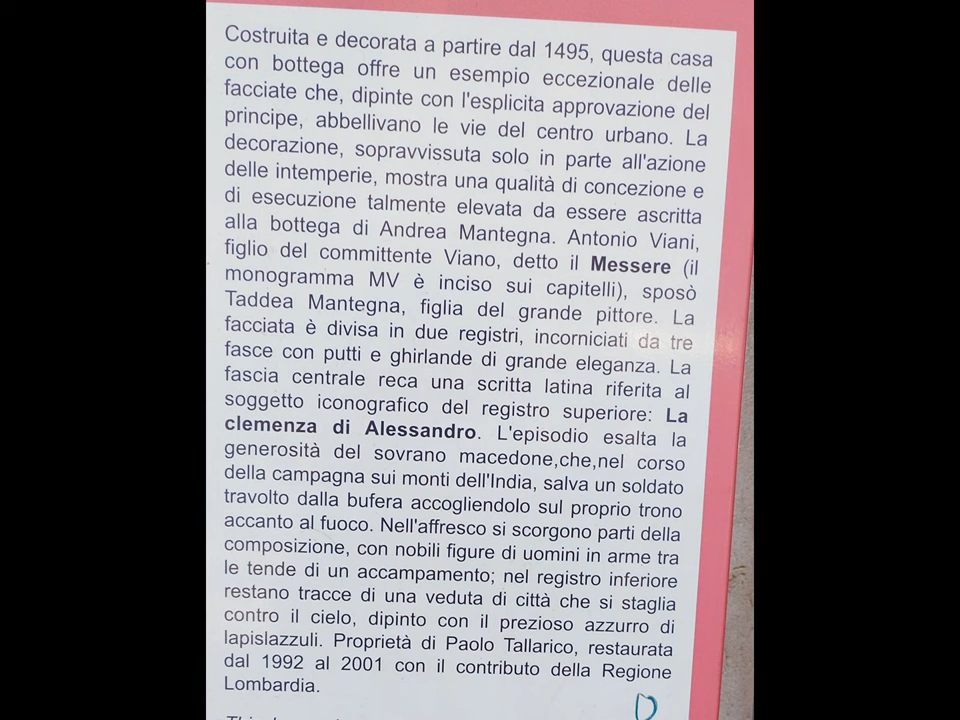 Costruita e decorata a partire dal 1495, questa casa
con bottega offre un esempio eccezionale delle
facciate che, dipinte con l'esplicita approvazione del
principe, abbellivano le vie del centro urbano. La
decorazione, sopravvissuta solo in parte all'azione
delle intemperie, mostra una qualità di concezione e
di esecuzione talmente elevata da essere ascritta
alla bottega di Andrea Mantegna. Antonio Viani,
figlio del committente Viano, detto il Messere (il
monogramma MV è inciso sui capitelli), sposò
Taddea Mantegna, figlia del grande pittore. La
facciata è divisa in due registri, incorniciati da tre
fasce con putti e ghirlande di grande eleganza. La
fascia centrale reca una scritta latina riferita al
soggetto iconografico del registro superiore: La
clemenza di Alessandro. L'episodio esalta la
generosità del sovrano macedone,che,nel corso
della campagna sui monti dell'India, salva un soldato
travolto dalla bufera accogliendolo sul proprio trono
accanto al fuoco. Nell'affresco si scorgono parti della
composizione, con nobili figure di uomini in arme tra
le tende di un accampamento; nel registro inferiore
restano tracce di una veduta di città che si staglia
contro il cielo, dipinto con il prezioso azzurro di
lapislazzuli. Proprietà di Paolo Tallarico, restaurata
dal 1992 al 2001 con il contributo della Regione
Lombardia.